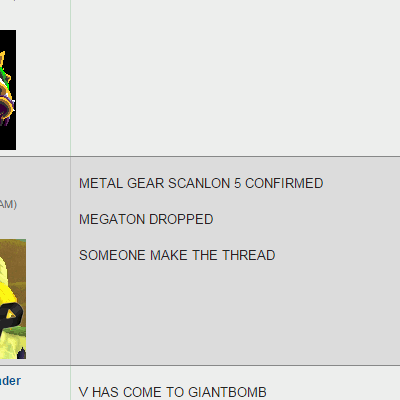 METAL GEAR SCANLON 5 CONFIRMED
AM)
MEGATON DROPPED
SOMEONE MAKE THE THREAD
nder
V HAS COME TO GIANTBOMB